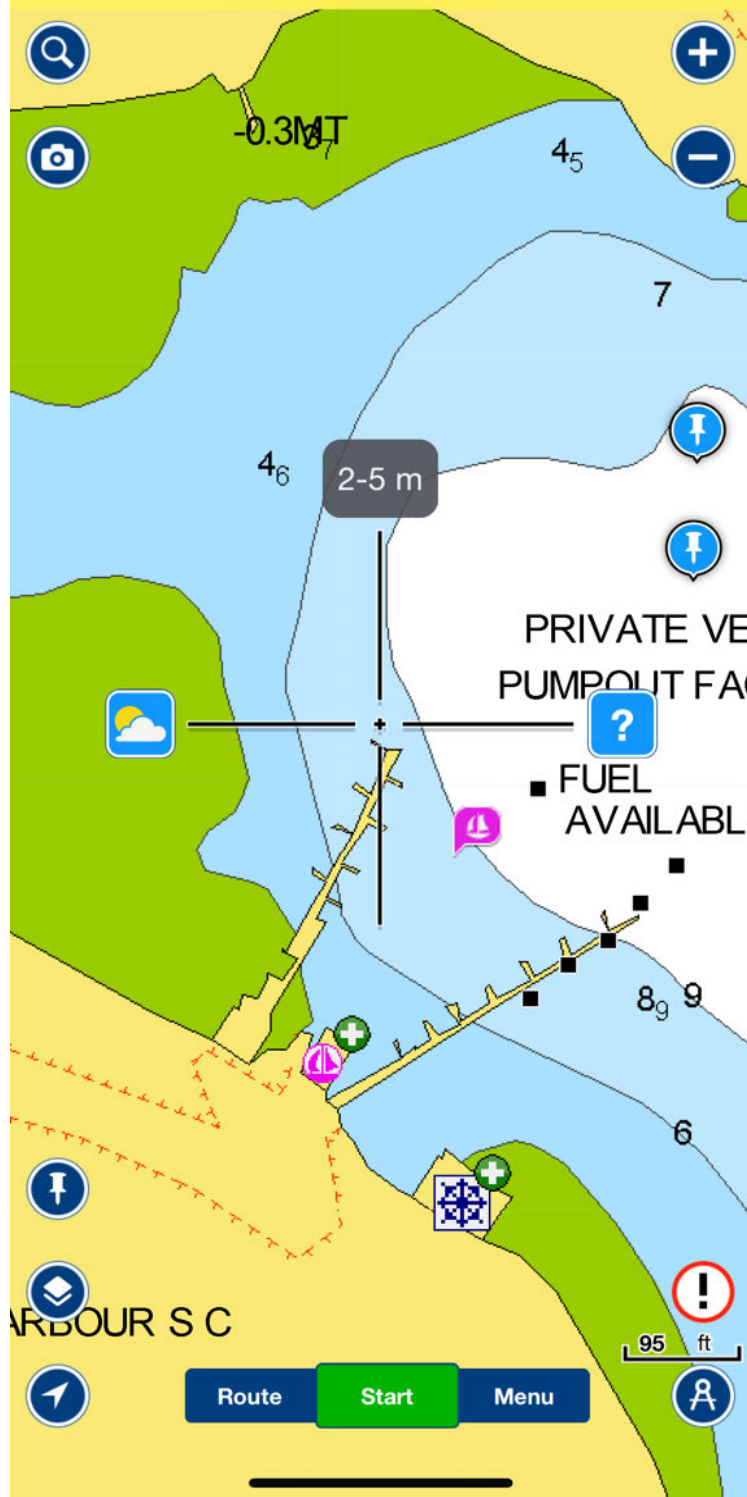 -0.3MT
4₅
7
4₆
2-5 m
PRIVATE VE
PUMPOUT FA
?
FUEL
AVAILABL
8₉ 9
6
!
ARBOUR S C
95 ft
Route Start Menu